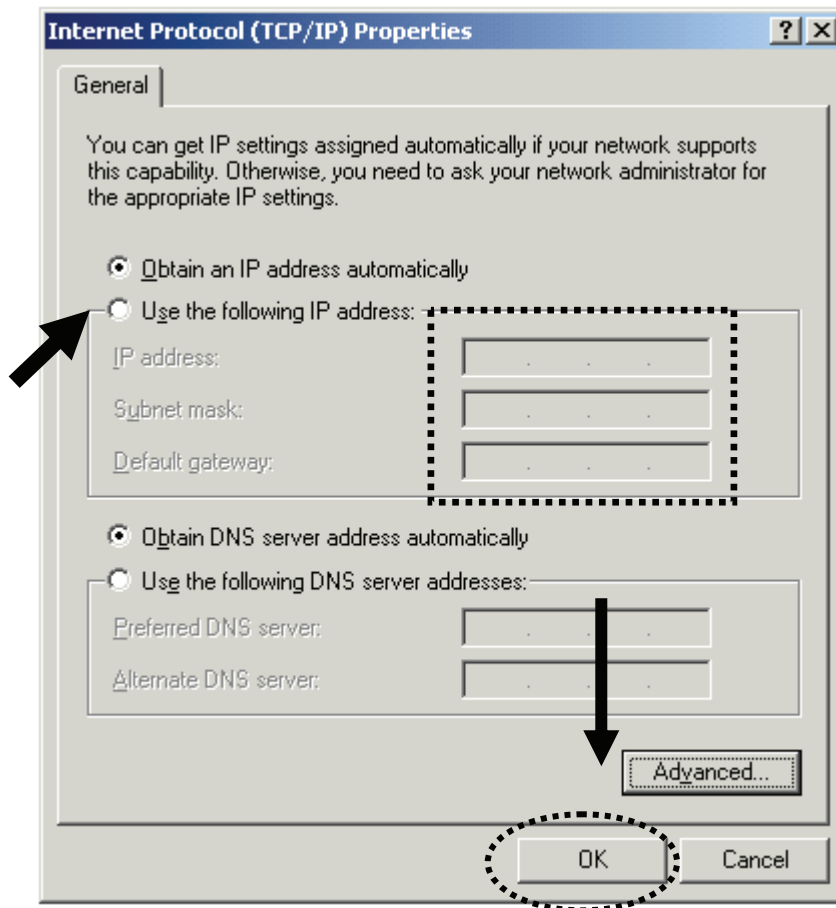 Internet Protocol (TCP/IP) Properties
General
You can get IP settings assigned automatically if your network supports
this capability. Otherwise, you need to ask your network administrator for
the appropriate IP settings.
Obtain an IP address automatically
Use the following IP address:
IP address:
Subnet mask:
Default gateway:
Obtain DNS server address automatically
Use the following DNS server addresses:
Preferred DNS server:
Alternate DNS server:
Advanced...
OK Cancel